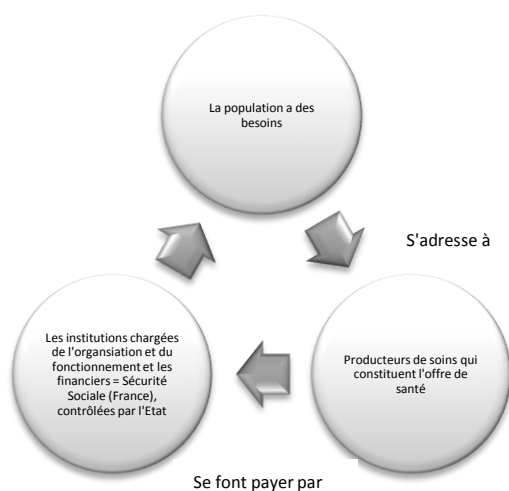 La population a des
besoins
S'adresse à
Les institutions chargées
de l'organsiation et du
fonctionnement et les
financiers = Sécurité
Sociale (France),
contrôlées par l'Etat
Producteurs de soins qui
constituent l'offre de
santé
Se font payer par